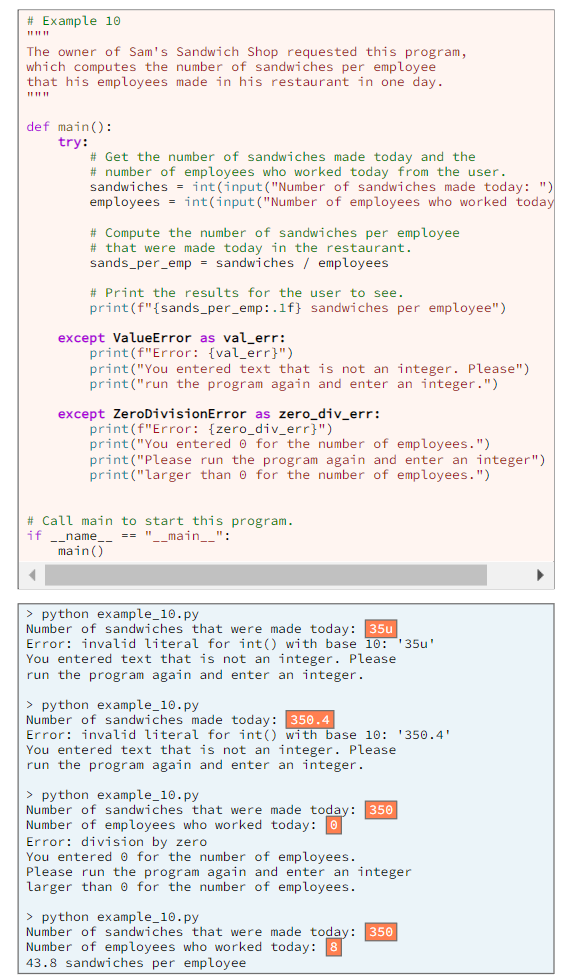 # Example 10
"""
The owner of Sam's Sandwich Shop requested this program,
which computes the number of sandwiches per employee
that his employees made in his restaurant in one day.
"""
def main():
    try:
        # Get the number of sandwiches made today and the
        # number of employees who worked today from the user.
        sandwiches = int(input("Number of sandwiches made today: ")
        employees = int(input("Number of employees who worked today
        # Compute the number of sandwiches per employee
        # that were made today in the restaurant.
        sands_per_emp = sandwiches / employees
        # Print the results for the user to see.
        print(f"{sands_per_emp:.1f} sandwiches per employee")
    except ValueError as val_err:
        print(f"Error: {val_err}")
        print("You entered text that is not an integer. Please")
        print("run the program again and enter an integer.")
    except ZeroDivisionError as zero_div_err:
        print(f"Error: {zero_div_err}")
        print("You entered 0 for the number of employees.")
        print("Please run the program again and enter an integer")
        print("larger than 0 for the number of employees.")
# Call main to start this program.
if __name__ == "__main__":
    main()
> python example_10.py
Number of sandwiches that were made today: 35u
Error: invalid literal for int() with base 10: '35u'
You entered text that is not an integer. Please
run the program again and enter an integer.
> python example_10.py
Number of sandwiches made today: 350.4
Error: invalid literal for int() with base 10: '350.4'
You entered text that is not an integer. Please
run the program again and enter an integer.
> python example_10.py
Number of sandwiches that were made today: 350
Number of employees who worked today: 0
Error: division by zero
You entered 0 for the number of employees.
Please run the program again and enter an integer
larger than 0 for the number of employees.
> python example_10.py
Number of sandwiches that were made today: 350
Number of employees who worked today: 8
43.8 sandwiches per employee